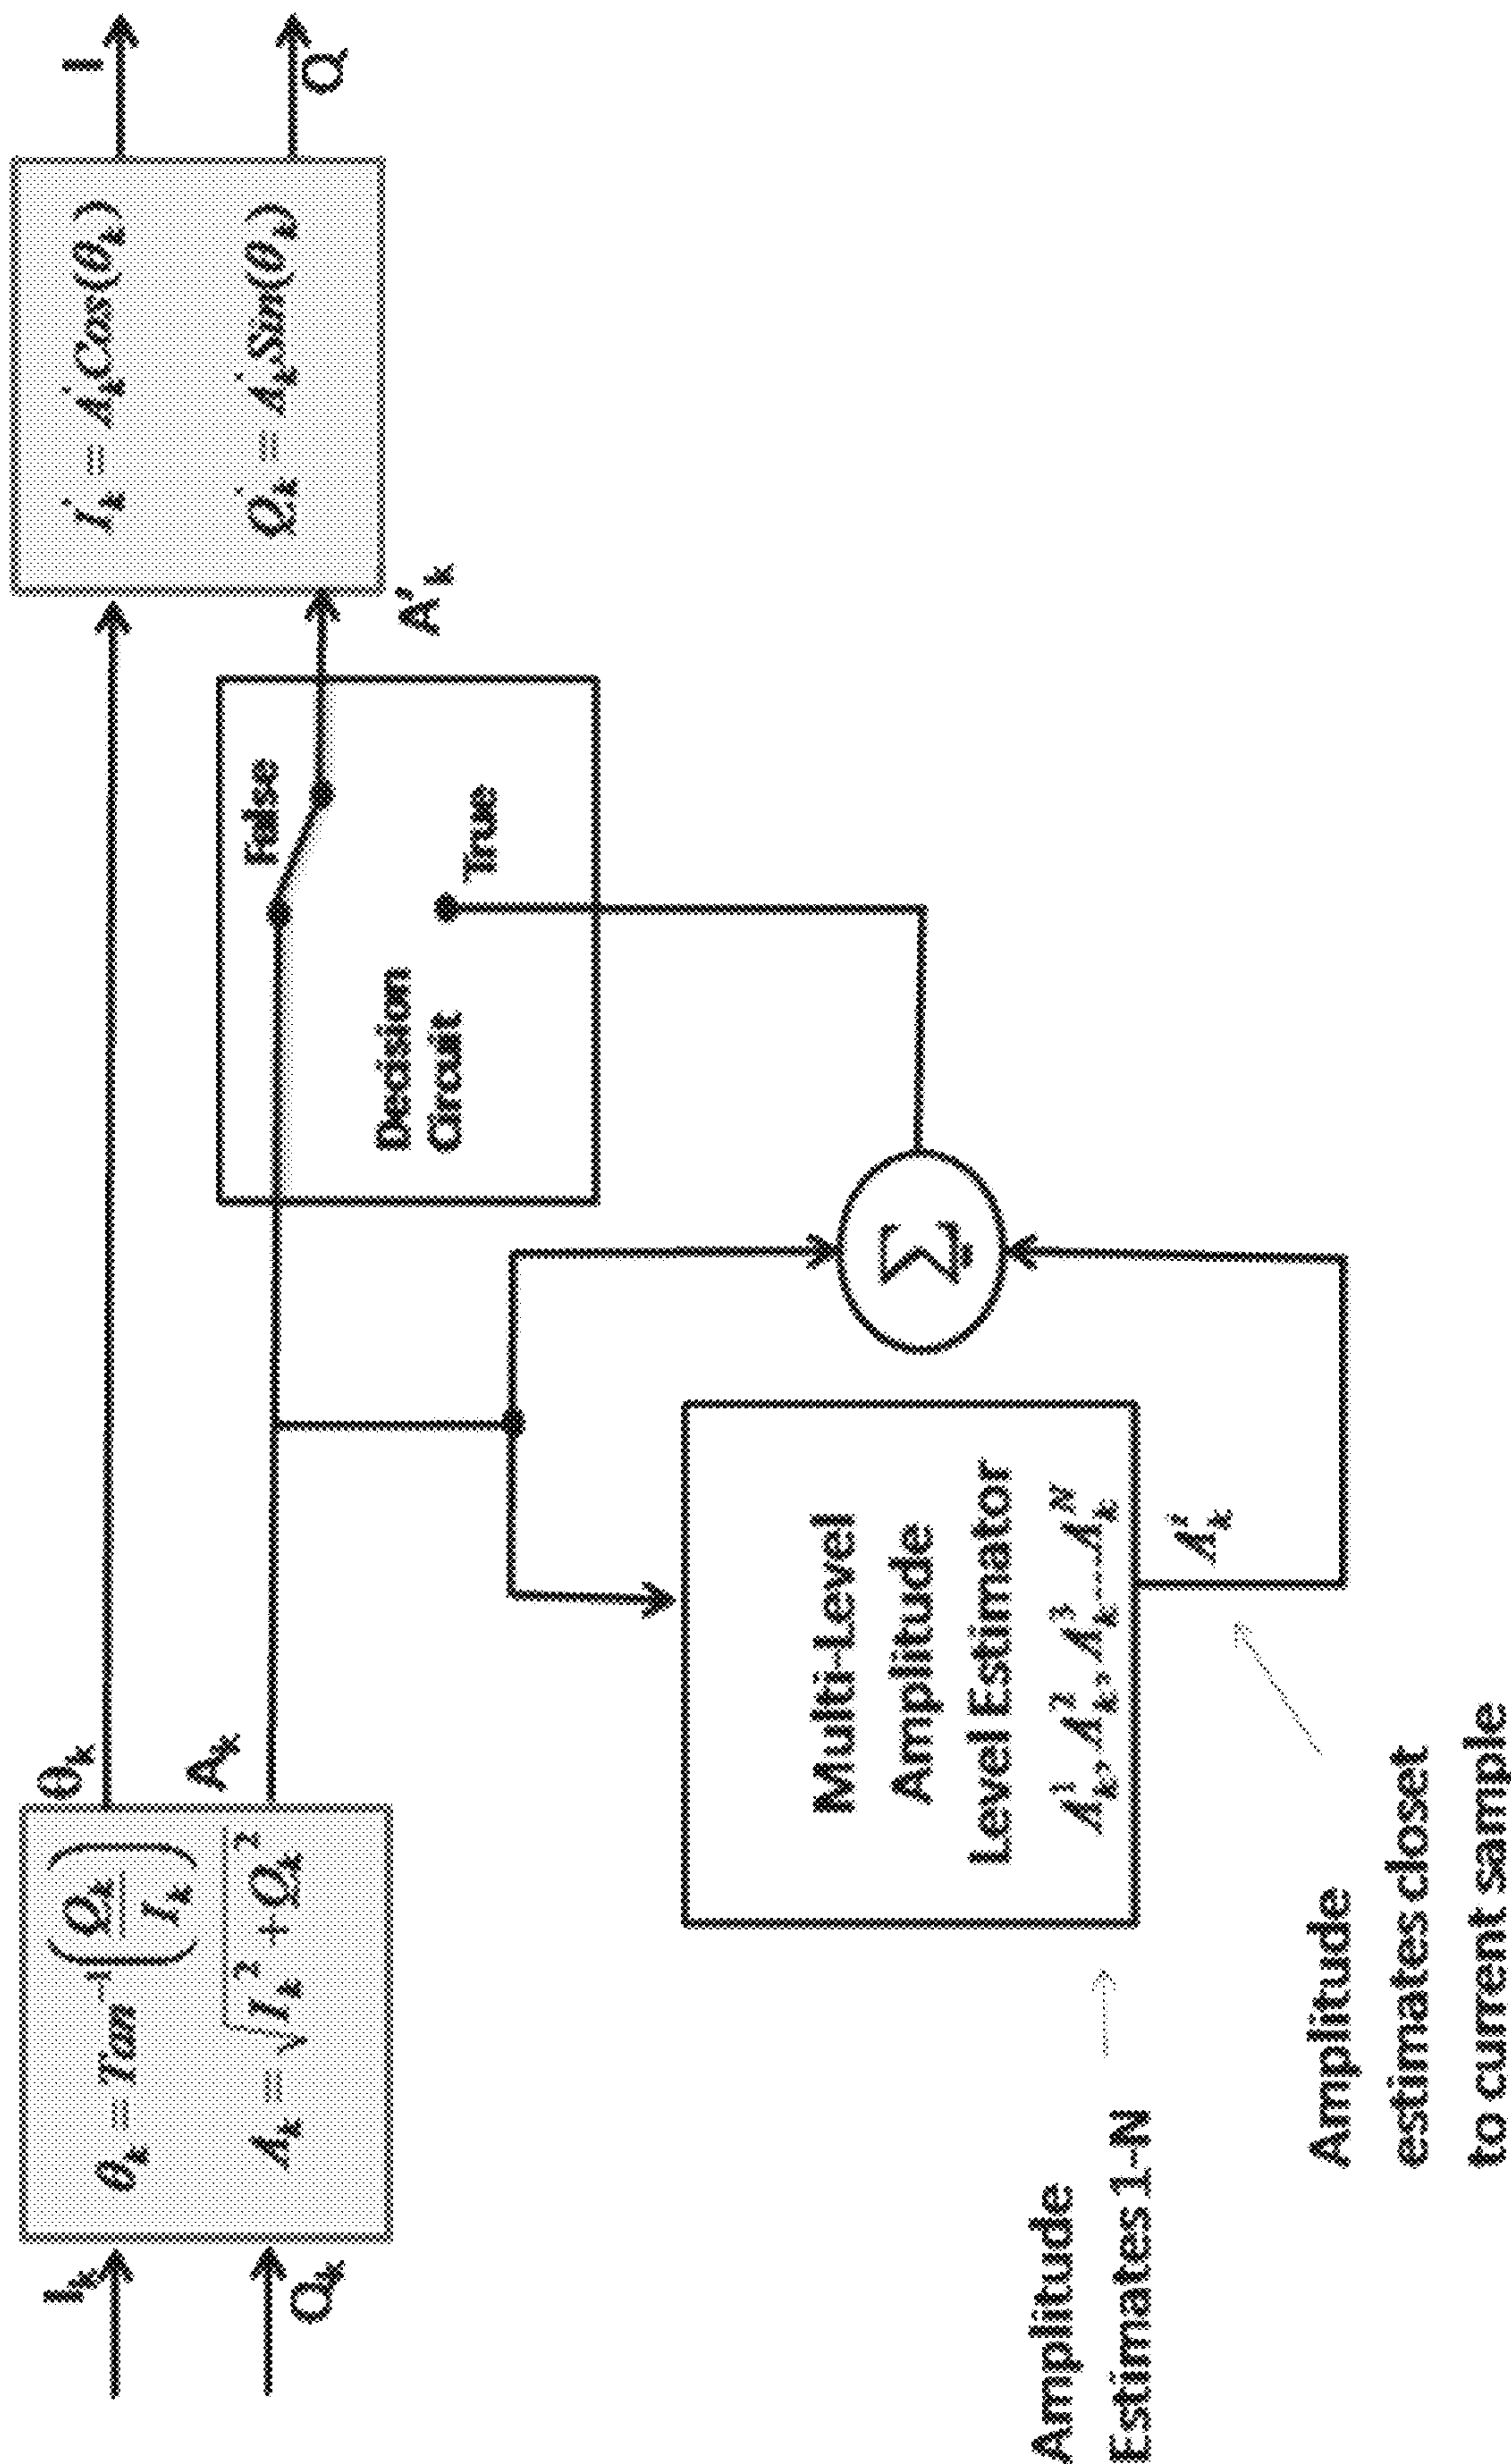 I_k
Q_k
θ_k = Tan^-1 (Q_k / I_k)
A_k = √(I_k^2 + Q_k^2)
θ_k
A_k
Multi-Level
Amplitude
Level Estimator
A_k^1, A_k^2, A_k^3, ..... A_k^N
A_k^i
Amplitude
Estimates 1-N
Amplitude
estimates closet
to current sample
Σ
Decision
Circuit
False
True
A'_k
I'_k = A'_k Cos(θ_k)
Q'_k = A'_k Sin(θ_k)
I
Q